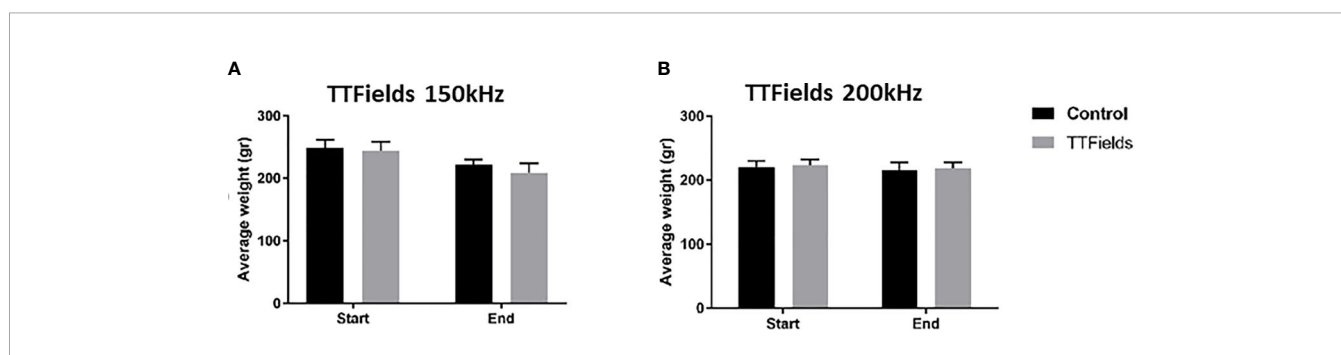 A
TTFields 150kHz
Average weight (gr)
300
200
100
0
Start End
B
TTFields 200kHz
Average weight (gr)
300
200
100
0
Start End
Control
TTFields